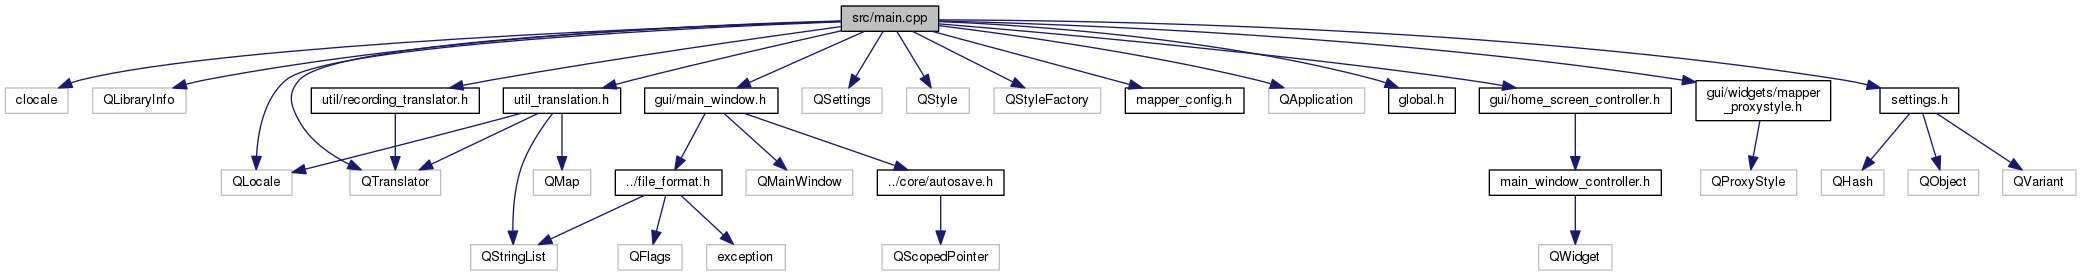 src/main.cpp
clocale
QLibraryInfo
util/recording_translator.h
util_translation.h
gui/main_window.h
QSettings
QStyle
QStyleFactory
mapper_config.h
QApplication
global.h
gui/home_screen_controller.h
gui/widgets/mapper
_proxystyle.h
settings.h
QLocale
QTranslator
QMap
../file_format.h
QMainWindow
../core/autosave.h
main_window_controller.h
QProxyStyle
QHash
QObject
QVariant
QStringList
QFlags
exception
QScopedPointer
QWidget